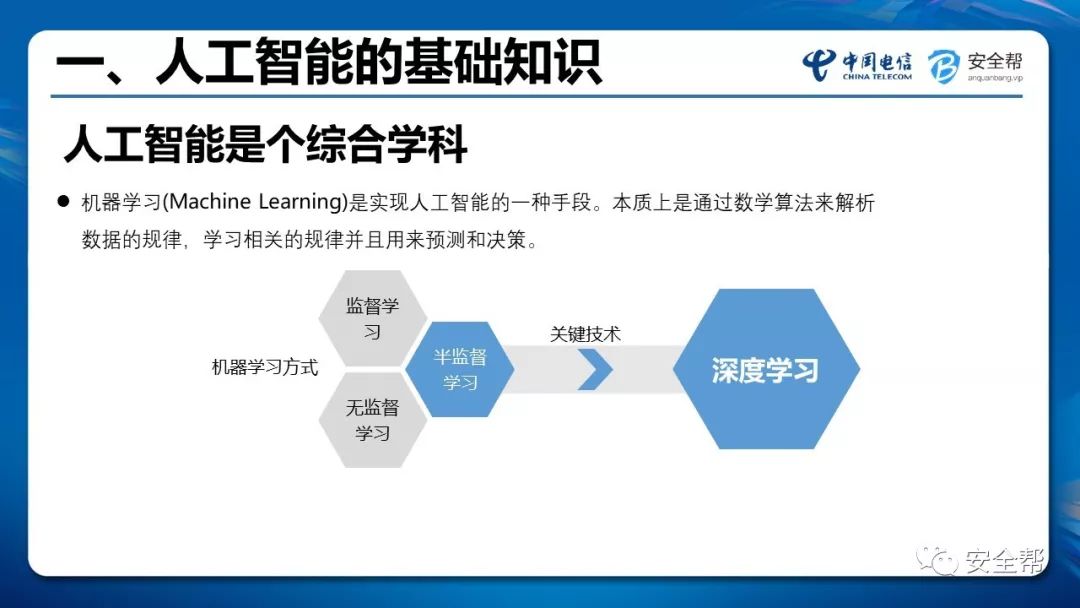 一、人工智能的基础知识
中国电信
CHINA TELECOM
安全帮
anquanbang.vip
人工智能是个综合学科
● 机器学习(Machine Learning)是实现人工智能的一种手段。本质上是通过数学算法来解析
数据的规律，学习相关的规律并且用来预测和决策。
监督学
习
机器学习方式
半监督
学习
无监督
学习
关键技术
深度学习
安全帮